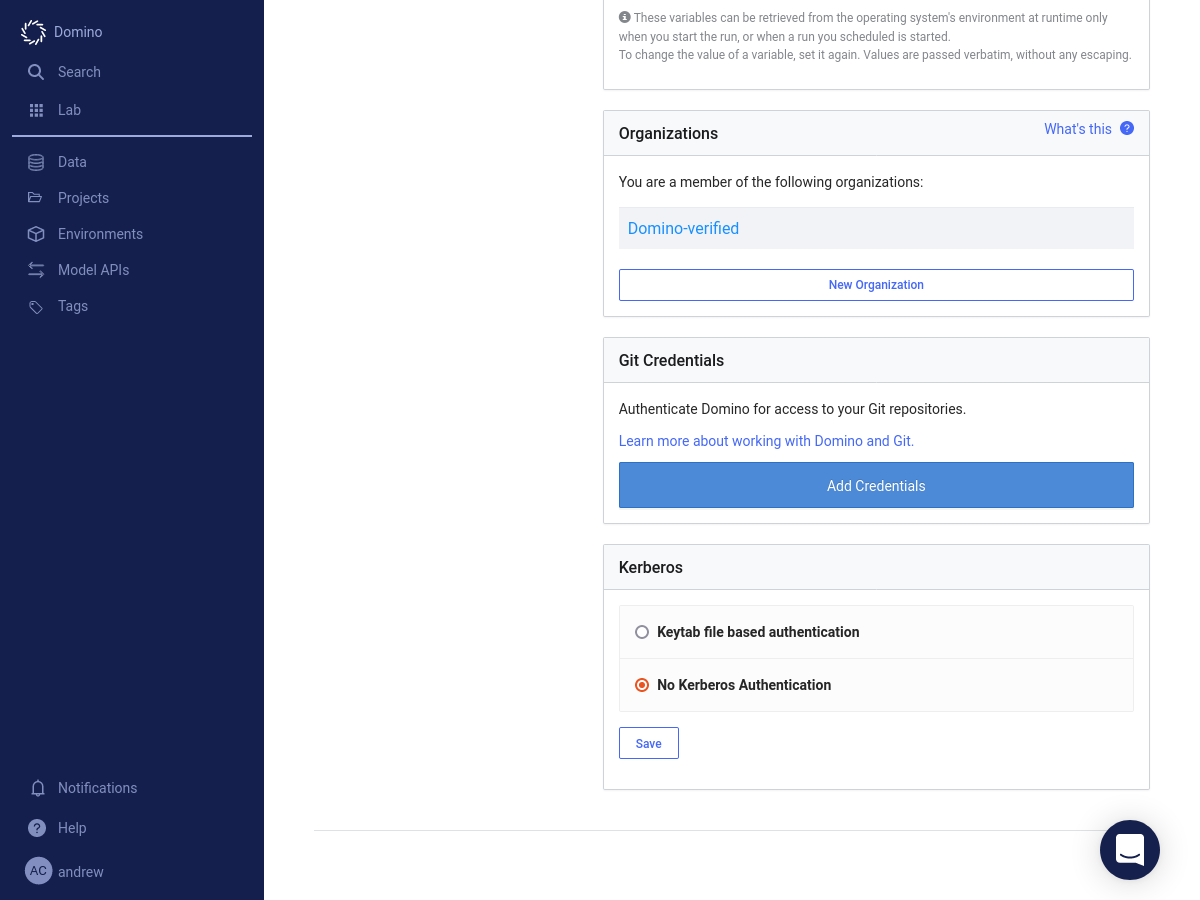 Domino
Search
Lab
Data
Projects
Environments
Model APIs
Tags
Notifications
Help
AC andrew
These variables can be retrieved from the operating system's environment at runtime only
when you start the run, or when a run you scheduled is started.
To change the value of a variable, set it again. Values are passed verbatim, without any escaping.
Organizations
What's this ?
You are a member of the following organizations:
Domino-verified
New Organization
Git Credentials
Authenticate Domino for access to your Git repositories.
Learn more about working with Domino and Git.
Add Credentials
Kerberos
Keytab file based authentication
No Kerberos Authentication
Save